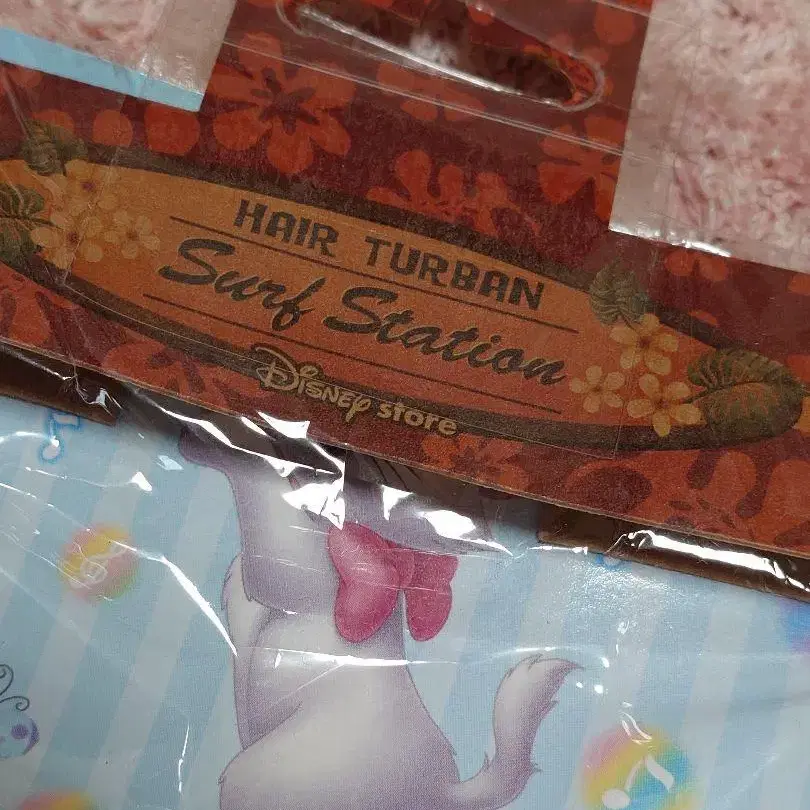 HAIR TURBAN
Surf Station
Disney store